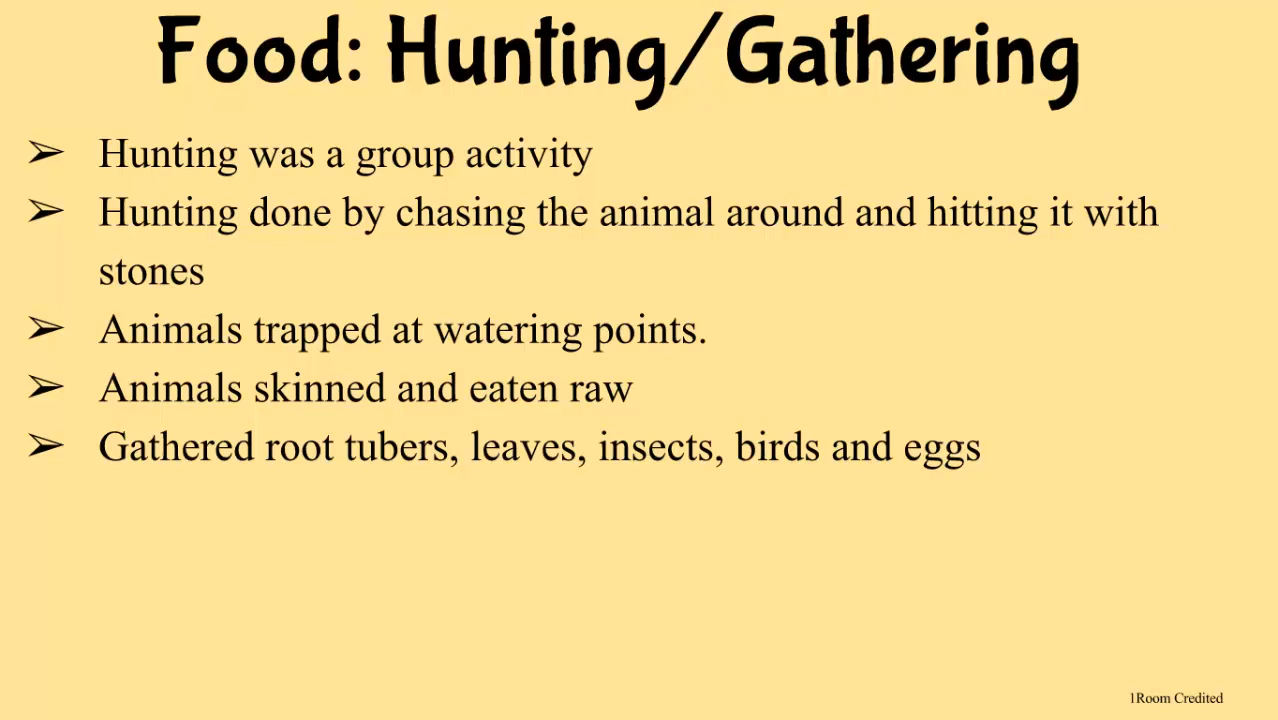 Food: Hunting/Gathering
➢ Hunting was a group activity
➢ Hunting done by chasing the animal around and hitting it with
stones
➢ Animals trapped at watering points.
➢ Animals skinned and eaten raw
➢ Gathered root tubers, leaves, insects, birds and eggs
1Room Credited